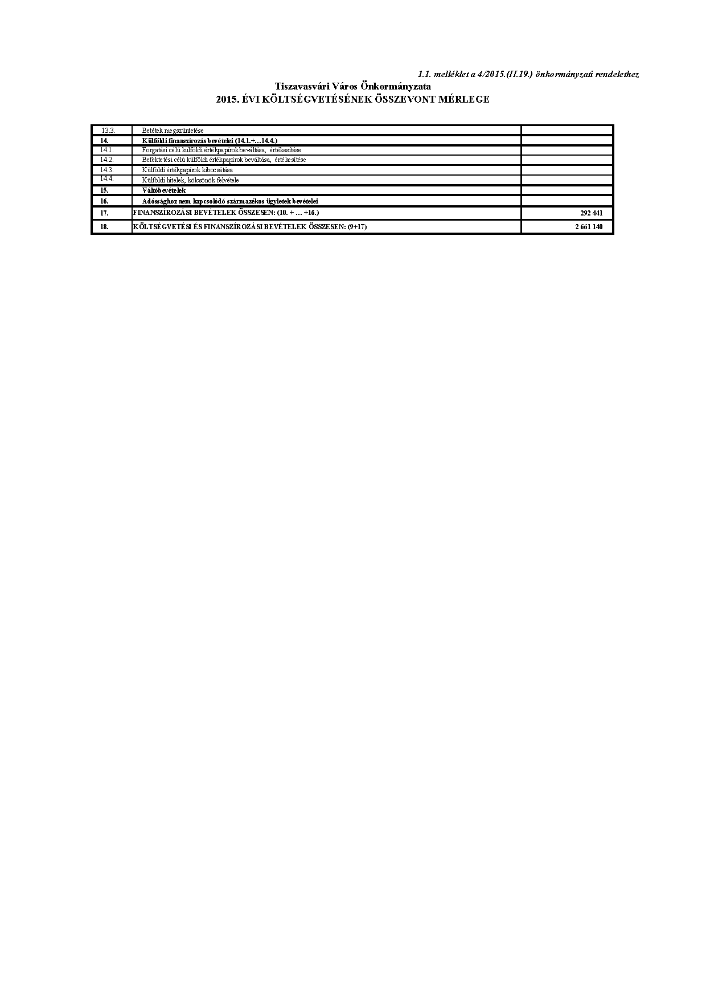 1.1. melléklet a 4/2015.(II.19.) önkormányzati rendelethez
Tiszavasvári Város Önkormányzata
2015. ÉVI KÖLTSÉGVETÉSÉNEK ÖSSZEVONT MÉRLEGE
13.3. Betétek megszüntetése
14. Külföldi finanszírozás bevételei (14.1.+…14.4.)
14.1. Forgatási célú külföldi értékpapírok beváltása, értékesítése
14.2. Befektetési célú külföldi értékpapírok beváltása, értékesítése
14.3. Külföldi értékpapírok kibocsátása
14.4. Külföldi hitelek, kölcsönök felvétele
15. Váltóbevételek
16. Adóssághoz nem kapcsolódó származékos ügyletek bevételei
17. FINANSZÍROZÁSI BEVÉTELEK ÖSSZESEN: (10. + … +16.) 292 441
18. KÖLTSÉGVETÉSI ÉS FINANSZÍROZÁSI BEVÉTELEK ÖSSZESEN: (9+17) 2 661 140